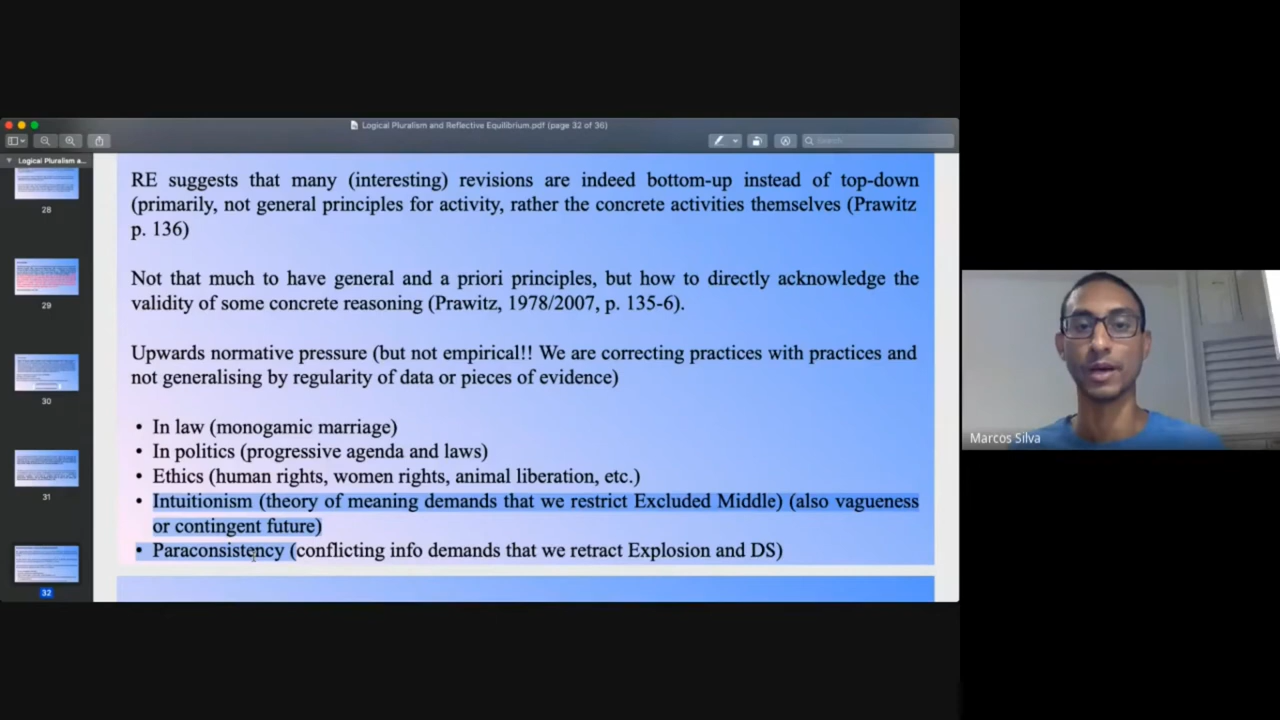 Logical Pluralism and Reflective Equilibrium.pdf (page 32 of 36)
Search
Logical Pluralism a...
28
29
30
31
32
RE suggests that many (interesting) revisions are indeed bottom-up instead of top-down
(primarily, not general principles for activity, rather the concrete activities themselves (Prawitz
p. 136)
Not that much to have general and a priori principles, but how to directly acknowledge the
validity of some concrete reasoning (Prawitz, 1978/2007, p. 135-6).
Upwards normative pressure (but not empirical!! We are correcting practices with practices and
not generalising by regularity of data or pieces of evidence)
• In law (monogamic marriage)
• In politics (progressive agenda and laws)
• Ethics (human rights, women rights, animal liberation, etc.)
• Intuitionism (theory of meaning demands that we restrict Excluded Middle) (also vagueness
or contingent future)
• Paraconsistency (conflicting info demands that we retract Explosion and DS)
Marcos Silva